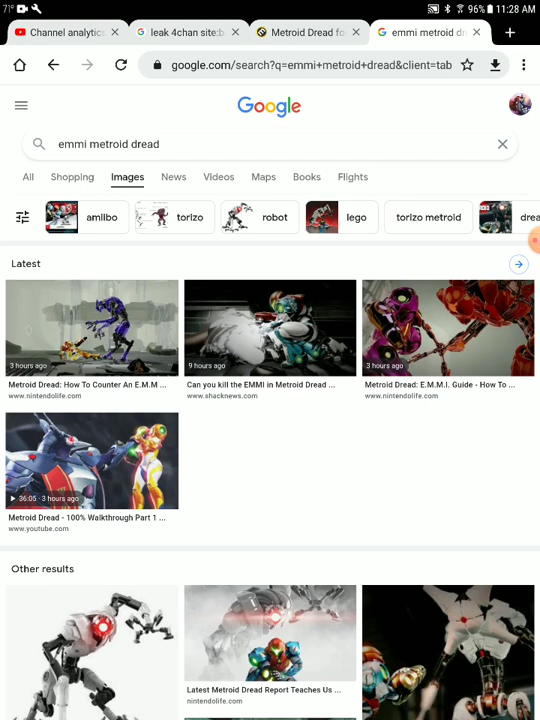 71° 96% 11:28 AM
Channel analytics leak 4chan site:b Metroid Dread fo emmi metroid dr
google.com/search?q=emmi+metroid+dread&client=tab
Google
emmi metroid dread
All Shopping Images News Videos Maps Books Flights
amiibo torizo robot lego torizo metroid drea
Latest
3 hours ago
9 hours ago
3 hours ago
Metroid Dread: How To Counter An E.M.M ...
www.nintendolife.com
Can you kill the EMMI in Metroid Dread ...
www.shacknews.com
Metroid Dread: E.M.M.I. Guide - How To ...
www.nintendolife.com
36:05 · 3 hours ago
Metroid Dread - 100% Walkthrough Part 1 ...
www.youtube.com
Other results
Latest Metroid Dread Report Teaches Us ...
nintendolife.com